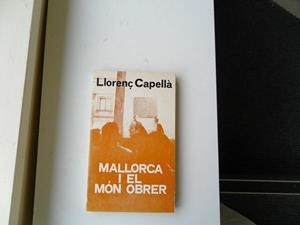 Llorenç Capellà
MALLORCA
I EL
MÓN OBRER